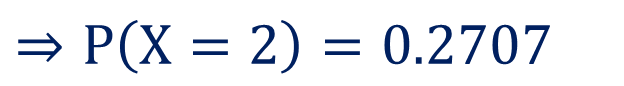 ⇒ P(X = 2) = 0.2707